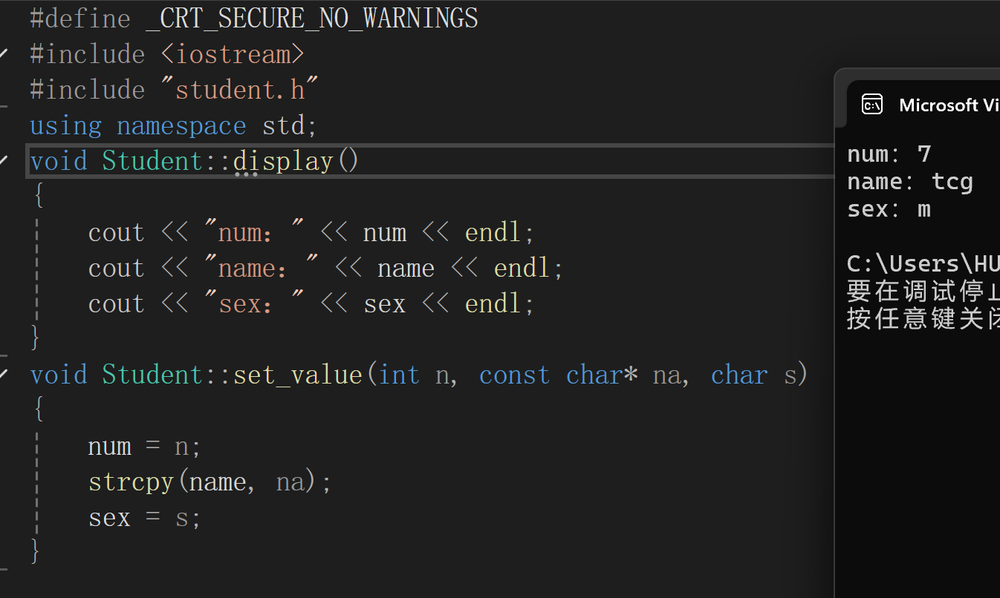 #define _CRT_SECURE_NO_WARNINGS
#include <iostream>
#include "student.h"
using namespace std;
void Student::display()
{
    cout << "num：" << num << endl;
    cout << "name：" << name << endl;
    cout << "sex：" << sex << endl;
}
void Student::set_value(int n, const char* na, char s)
{
    num = n;
    strcpy(name, na);
    sex = s;
}
Microsoft Vi
num：7
name：tcg
sex：m
C:\Users\HU
要在调试停止
按任意键关闭